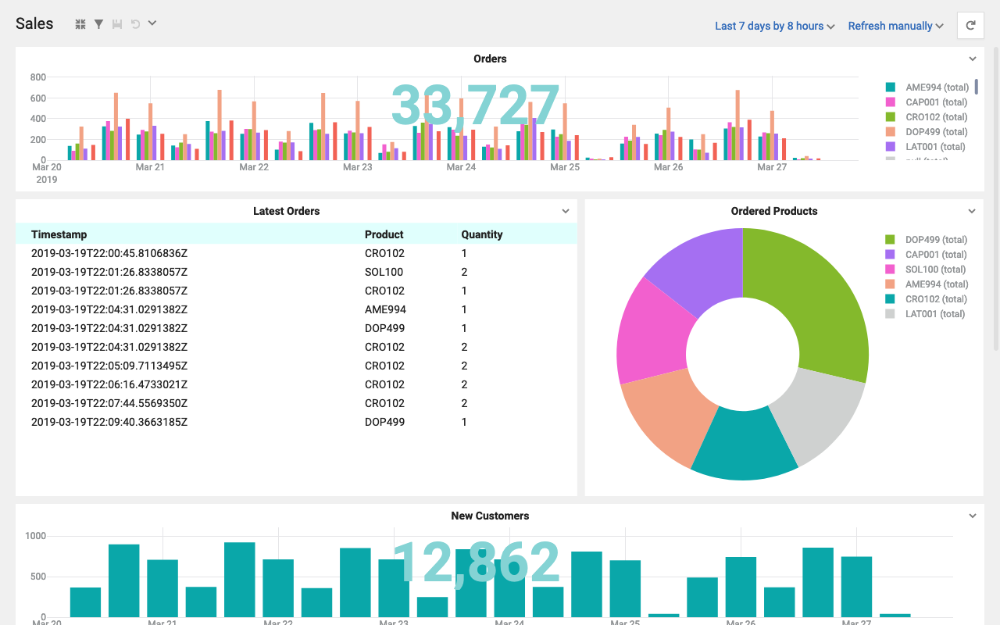 Sales
Last 7 days by 8 hours
Refresh manually
Orders
33,727
800
600
400
200
0
Mar 20 Mar 21 Mar 22 Mar 23 Mar 24 Mar 25 Mar 26 Mar 27
2019
AME994 (total)
CAP001 (total)
CRO102 (total)
DOP499 (total)
LAT001 (total)
null (total)
Latest Orders
Timestamp Product Quantity
2019-03-19T22:00:45.8106836Z CRO102 1
2019-03-19T22:01:26.8338057Z SOL100 2
2019-03-19T22:01:26.8338057Z CRO102 1
2019-03-19T22:04:31.0291382Z AME994 1
2019-03-19T22:04:31.0291382Z DOP499 1
2019-03-19T22:04:31.0291382Z CRO102 2
2019-03-19T22:05:09.7113495Z CRO102 2
2019-03-19T22:06:16.4733021Z CRO102 2
2019-03-19T22:07:44.5569350Z CRO102 2
2019-03-19T22:09:40.3663185Z DOP499 1
Ordered Products
DOP499 (total)
CAP001 (total)
SOL100 (total)
AME994 (total)
CRO102 (total)
LAT001 (total)
New Customers
12,862
1000
500
0
Mar 20 Mar 21 Mar 22 Mar 23 Mar 24 Mar 25 Mar 26 Mar 27